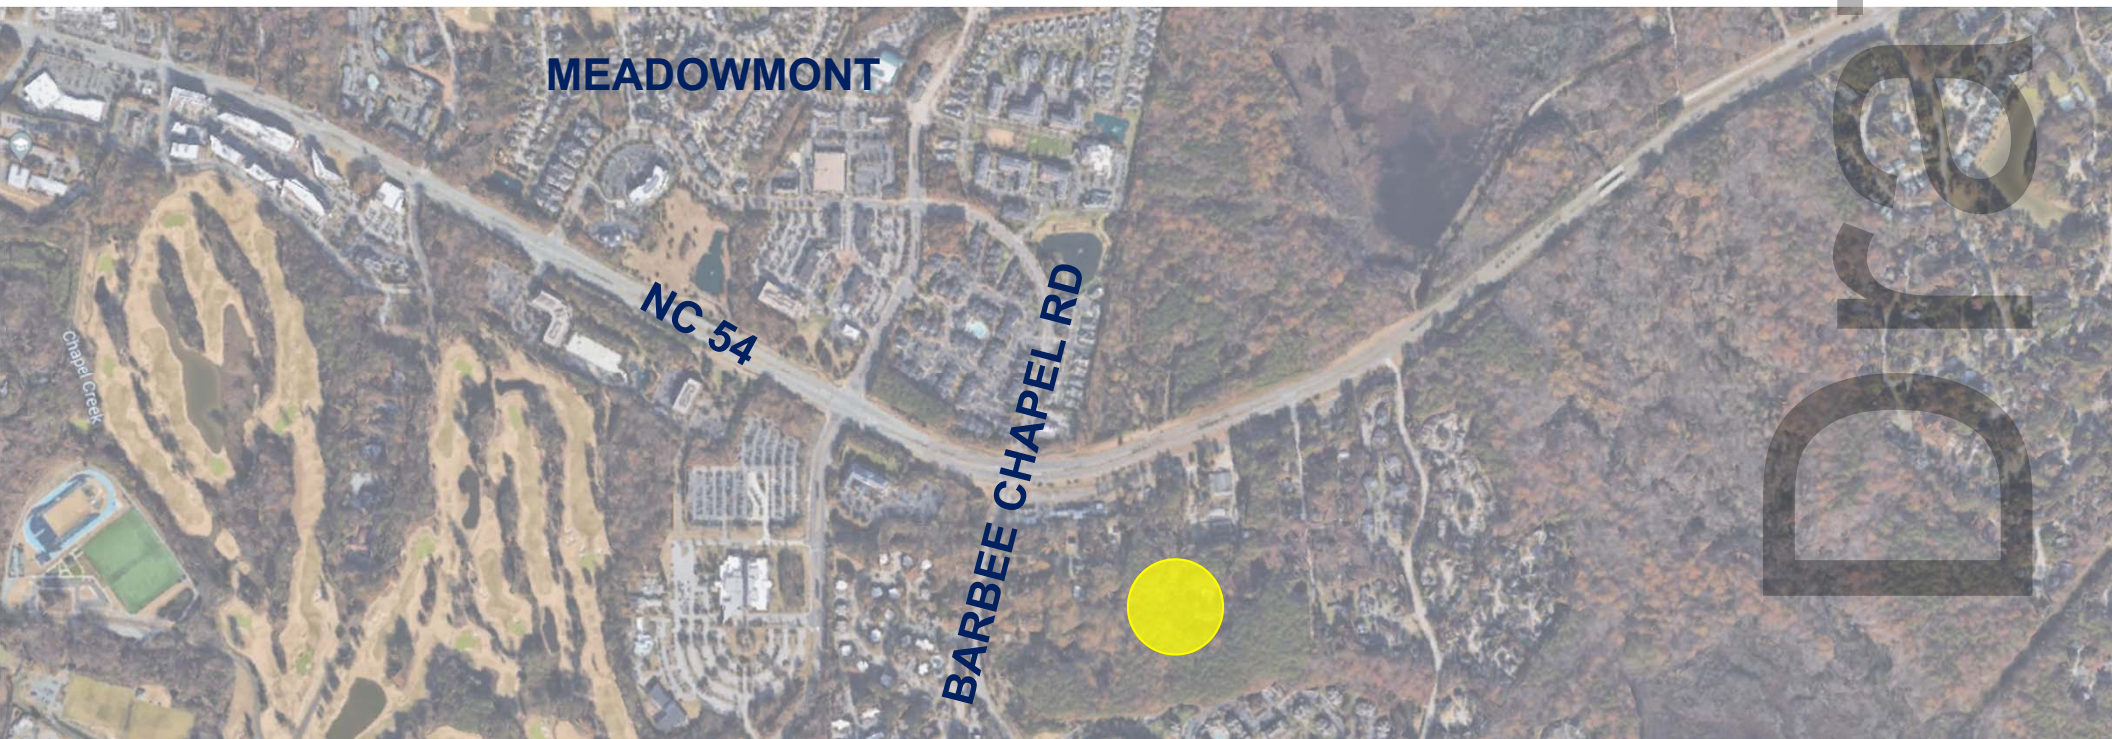 MEADOWMONT
NC 54
BARBEE CHAPEL RD
Chapel Creek
Dra